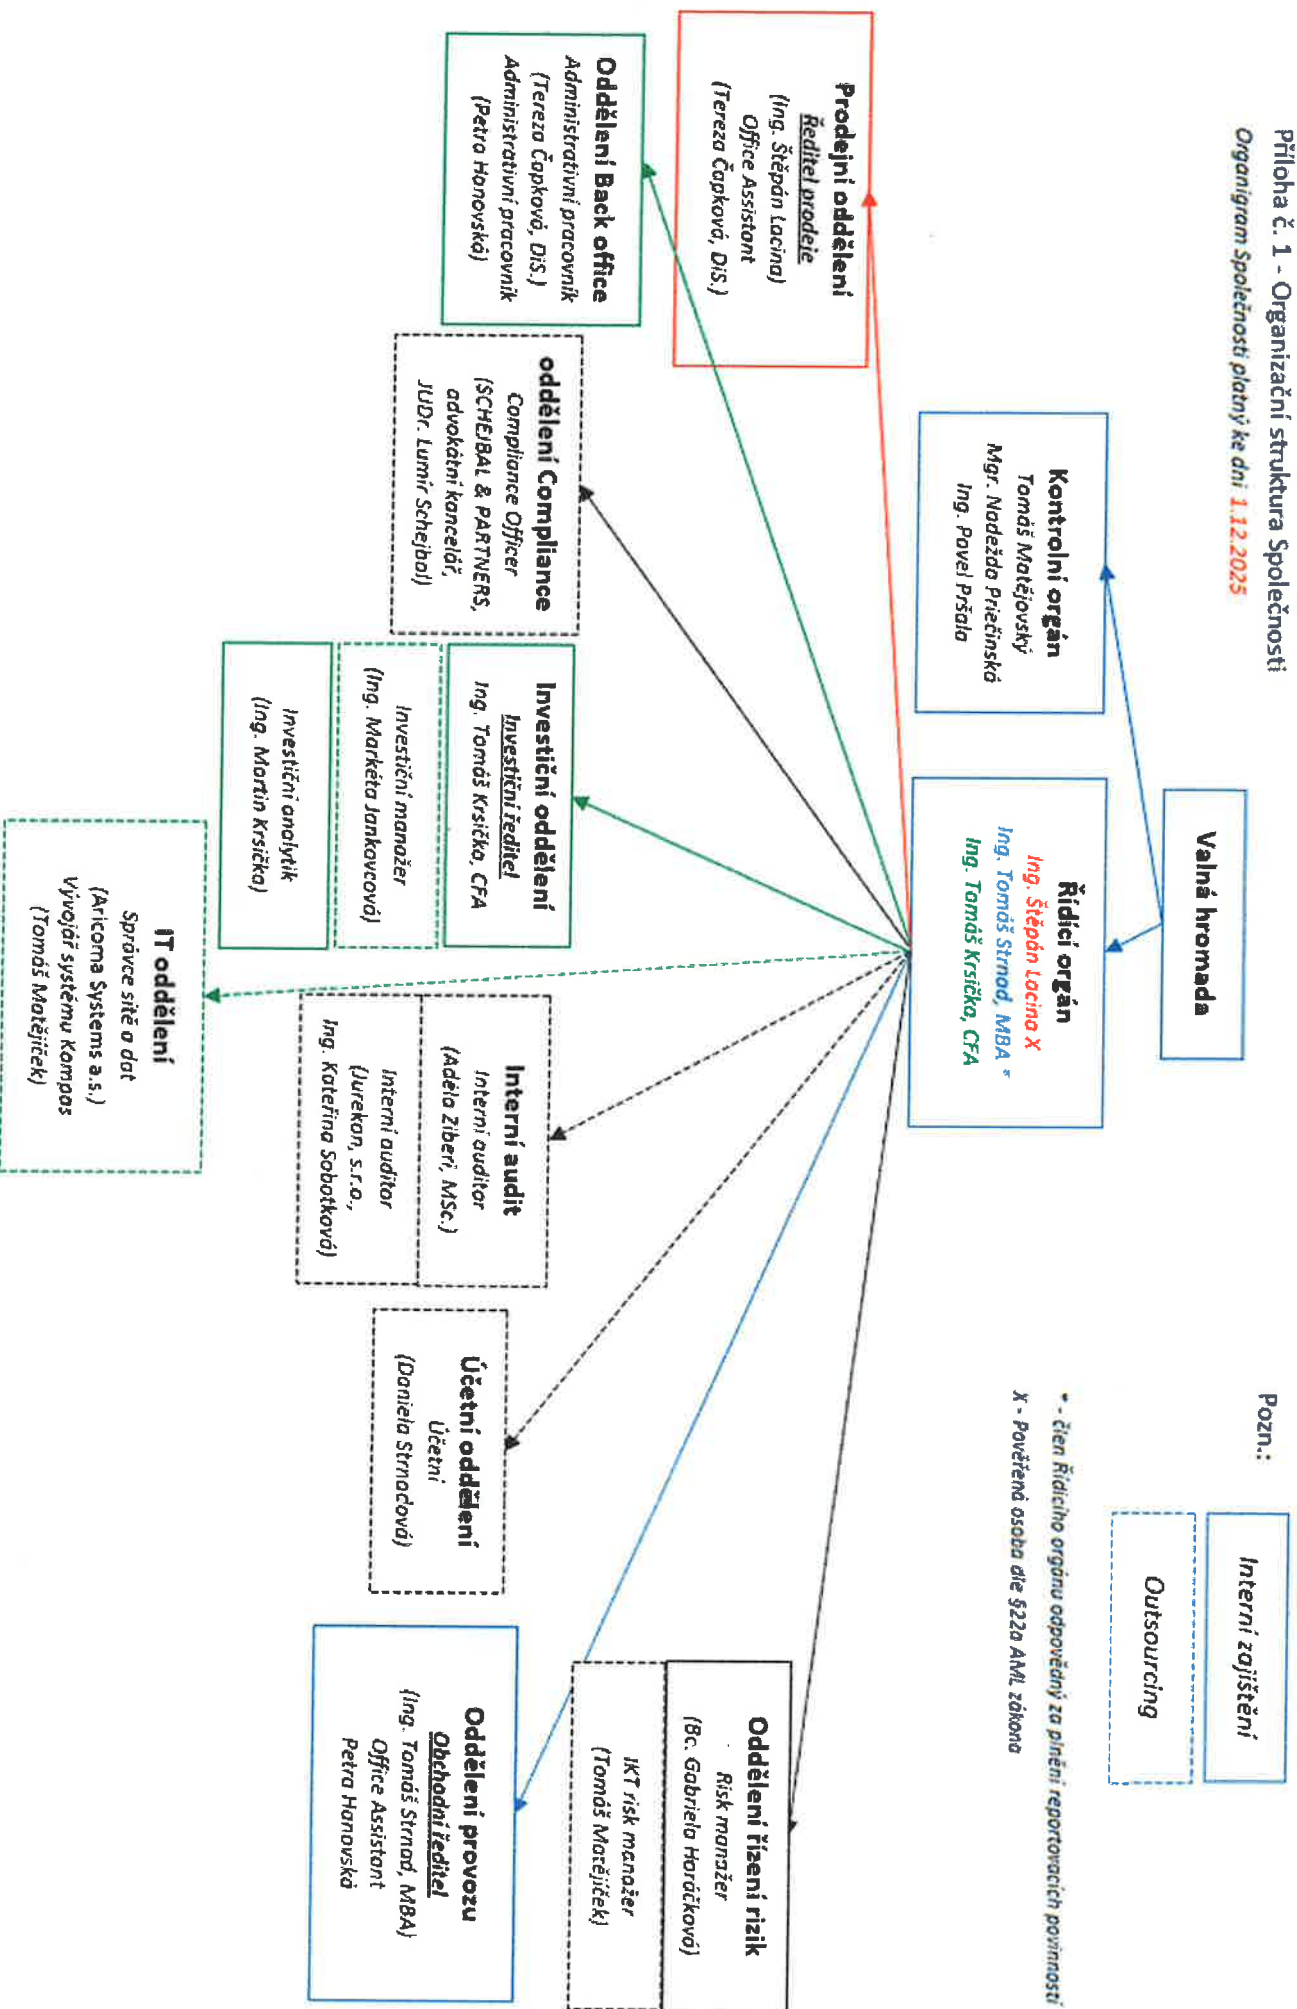 Příloha č. 1 - Organizační struktura Společnosti
Organigram Společnosti platný ke dni 1.12.2025
Pozn.:
Interní zajištění
Outsourcing
* - člen Řídícího orgánu odpovědný za plnění reportovacích povinností
X - Pověřená osoba dle §22a AML zákona
Valná hromada
Kontrolní orgán
Tomáš Matějovský
Mgr. Nadežda Priečinská
Ing. Pavel Pršala
Řídící orgán
Ing. Štěpán Lacina X
Ing. Tomáš Strnad, MBA *
Ing. Tomáš Krsička, CFA
Prodejní oddělení
Ředitel prodeje
(Ing. Štěpán Lacina)
Office Assistant
(Tereza Čapková, DiS.)
Oddělení Back office
Administrativní pracovník
(Tereza Čapková, DiS.)
Administrativní pracovník
(Petra Hanovská)
oddělení Compliance
Compliance Officer
(SCHEJBAL & PARTNERS,
advokátní kancelář,
JUDr. Lumír Schejbal)
Investiční oddělení
Investiční ředitel
Ing. Tomáš Krsička, CFA
Investiční manažer
(Ing. Markéta Jankovcová)
Investiční analytik
(Ing. Martin Krsička)
IT oddělení
Správce sítě a dat
(Aricoma Systems a.s.)
Vývojář systému Kompas
(Tomáš Matějíček)
Interní audit
Interní auditor
(Adéla Ziberi, MSc.)
Interní auditor
(Jurekon, s.r.o.,
Ing. Kateřina Sobotková)
Účetní oddělení
Účetní
(Daniela Strnadová)
Oddělení řízení rizik
Risk manažer
(Bc. Gabriela Horáčková)
IKT risk manažer
(Tomáš Matějíček)
Oddělení provozu
Obchodní ředitel
(Ing. Tomáš Strnad, MBA)
Office Assistant
Petra Hanovská